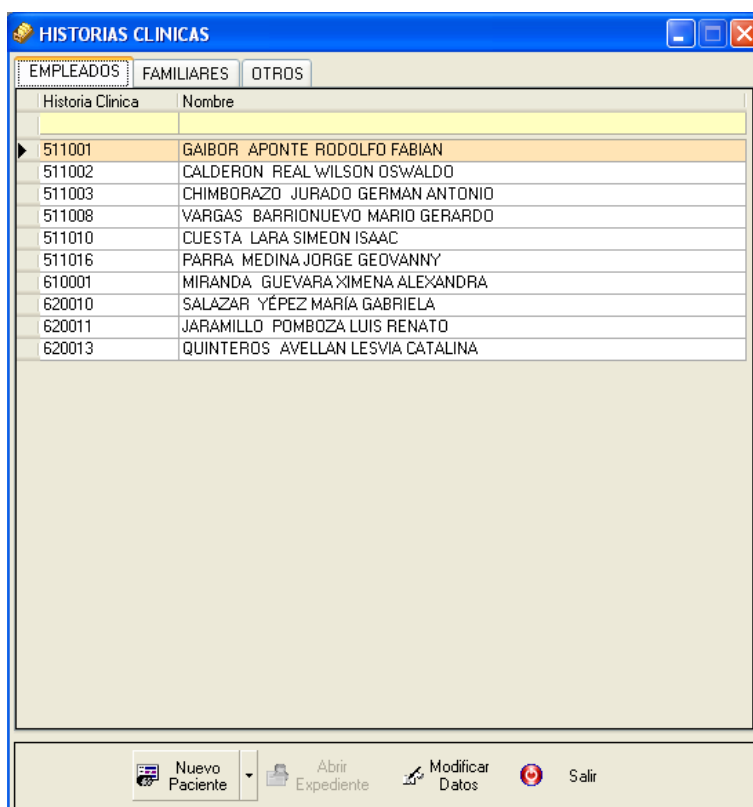 HISTORIAS CLINICAS
EMPLEADOS FAMILIARES OTROS
Historia Clinica Nombre
511001 GAIBOR APONTE RODOLFO FABIAN
511002 CALDERON REAL WILSON OSWALDO
511003 CHIMBORAZO JURADO GERMAN ANTONIO
511008 VARGAS BARRIONUEVO MARIO GERARDO
511010 CUESTA LARA SIMEON ISAAC
511016 PARRA MEDINA JORGE GEOVANNY
610001 MIRANDA GUEVARA XIMENA ALEXANDRA
620010 SALAZAR YÉPEZ MARÍA GABRIELA
620011 JARAMILLO POMBOZA LUIS RENATO
620013 QUINTEROS AVELLAN LESVIA CATALINA
Nuevo Paciente
Abrir Expediente
Modificar Datos
Salir